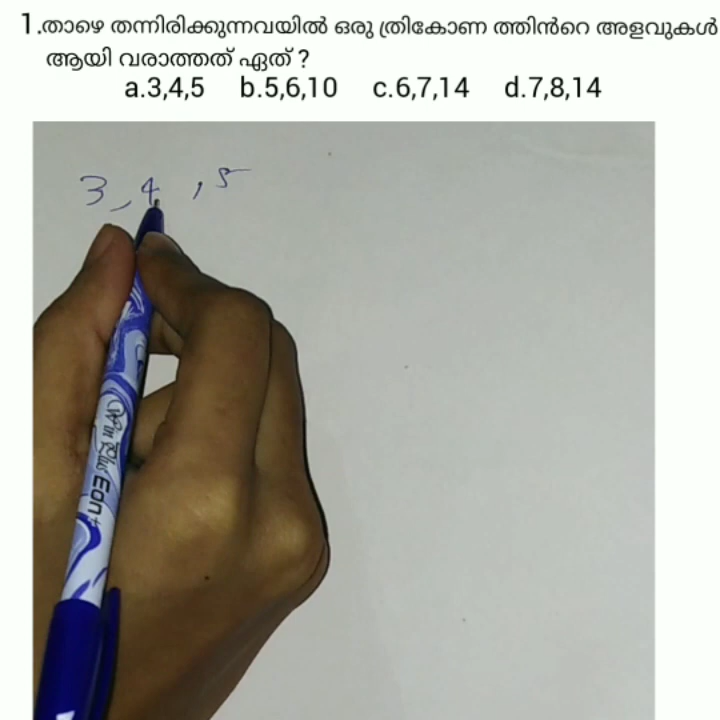 1.താഴെ തന്നിരിക്കുന്നവയിൽ ഒരു ത്രികോണ ത്തിൻറെ അളവുകൾ
ആയി വരാത്തത് ഏത് ?
a.3,4,5 b.5,6,10 c.6,7,14 d.7,8,14
3,4,5